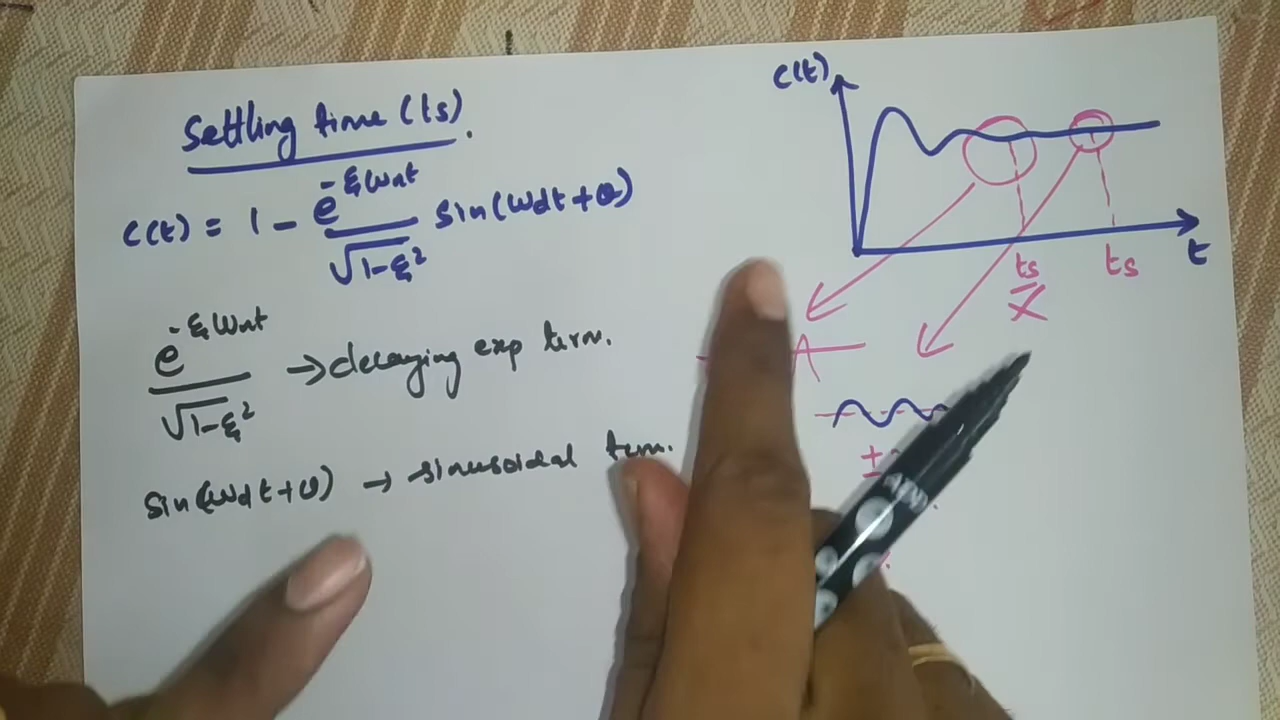 Settling time (ts).
c(t) = 1 - e^-ξωnt / √1-ξ² sin(ωdt+θ)
e^-ξωnt / √1-ξ² → decaying exp term.
sin(ωdt+θ) → sinusoidal term.
c(t)
ts
ts
t
±